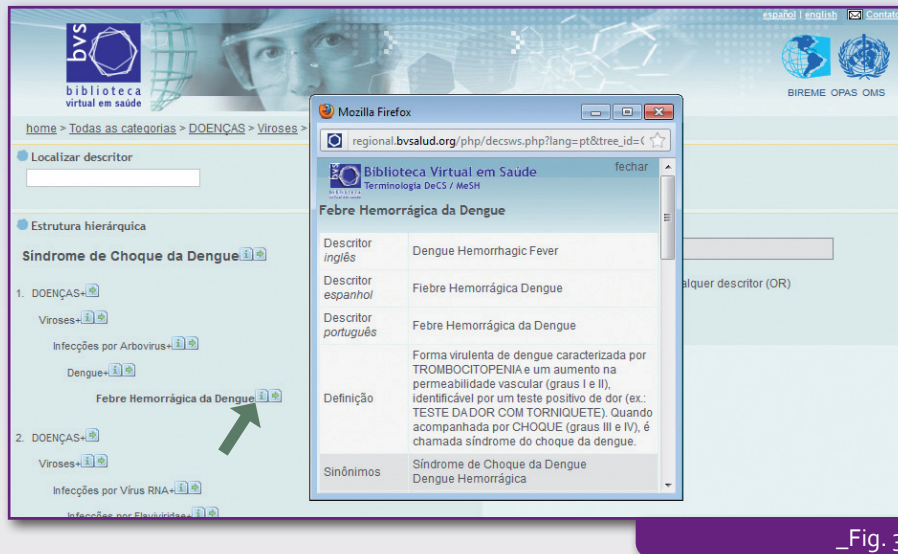 español | english Contato
bvs
biblioteca
virtual em saúde
BIREME OPAS OMS
home > Todas as categorias > DOENÇAS > Viroses >
Localizar descritor
Estrutura hierárquica
Síndrome de Choque da Dengue
1. DOENÇAS+
Viroses+
Infecções por Arbovirus+
Dengue+
Febre Hemorrágica da Dengue
2. DOENÇAS+
Viroses+
Infecções por Vírus RNA+
Infecções por Flaviviridae+
alquer descritor (OR)
Mozilla Firefox
regional.bvsalud.org/php/decsws.php?lang=pt&tree_id=C
Biblioteca Virtual em Saúde
fechar
Terminologia DeCS / MeSH
Febre Hemorrágica da Dengue
Descritor inglês
Dengue Hemorrhagic Fever
Descritor espanhol
Fiebre Hemorrágica Dengue
Descritor português
Febre Hemorrágica da Dengue
Definição
Forma virulenta de dengue caracterizada por
TROMBOCITOPENIA e um aumento na
permeabilidade vascular (graus I e II),
identificável por um teste positivo de dor (ex.:
TESTE DA DOR COM TORNIQUETE). Quando
acompanhada por CHOQUE (graus III e IV), é
chamada síndrome do choque da dengue.
Sinônimos
Síndrome de Choque da Dengue
Dengue Hemorrágica
_Fig. 3